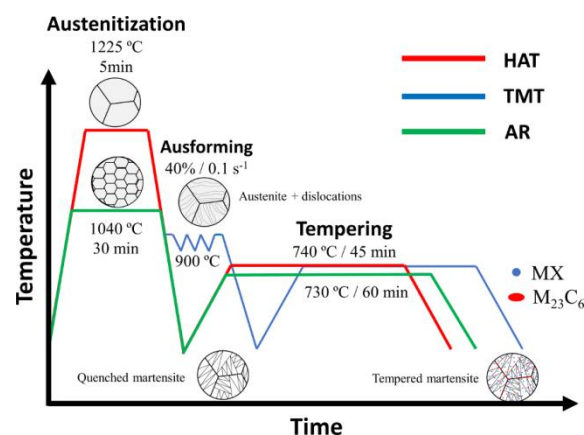 Austenitization
1225 ºC
5min
HAT
TMT
AR
Ausforming
40% / 0.1 s⁻¹
Austenite + dislocations
1040 ºC
30 min
900 ºC
Tempering
740 ºC / 45 min
730 ºC / 60 min
MX
M₂₃C₆
Quenched martensite
Tempered martensite
Temperature
Time